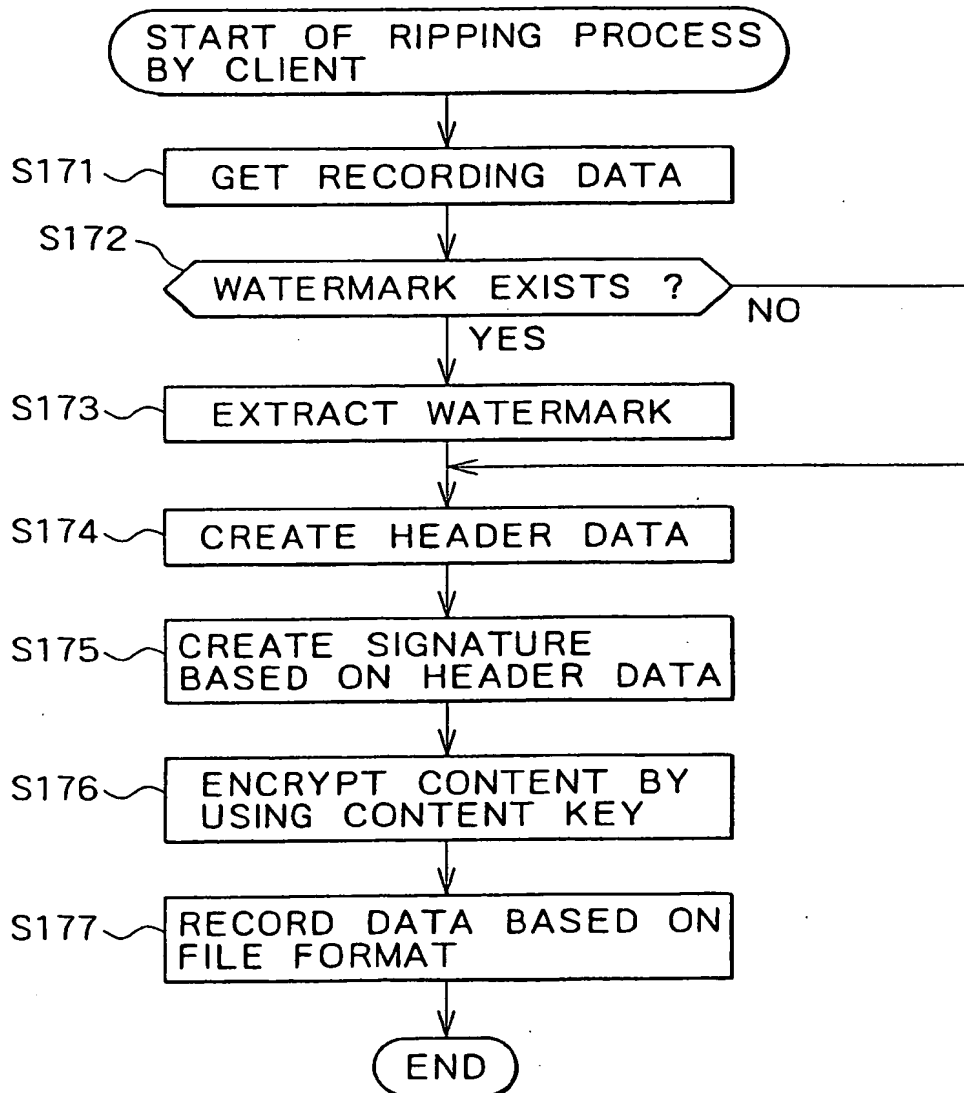 START OF RIPPING PROCESS
BY CLIENT
S171
GET RECORDING DATA
S172
WATERMARK EXISTS ?
NO
YES
S173
EXTRACT WATERMARK
S174
CREATE HEADER DATA
S175
CREATE SIGNATURE
BASED ON HEADER DATA
S176
ENCRYPT CONTENT BY
USING CONTENT KEY
S177
RECORD DATA BASED ON
FILE FORMAT
END